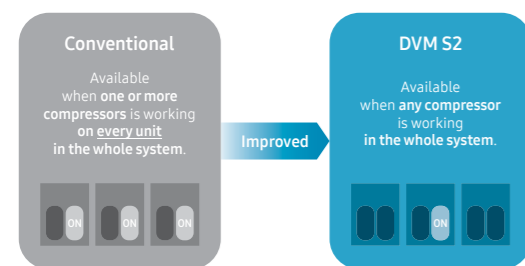 Conventional
Available
when one or more
compressors is working
on every unit
in the whole system.
ON
ON
ON
Improved
DVM S2
Available
when any compressor
is working
in the whole system.
ON